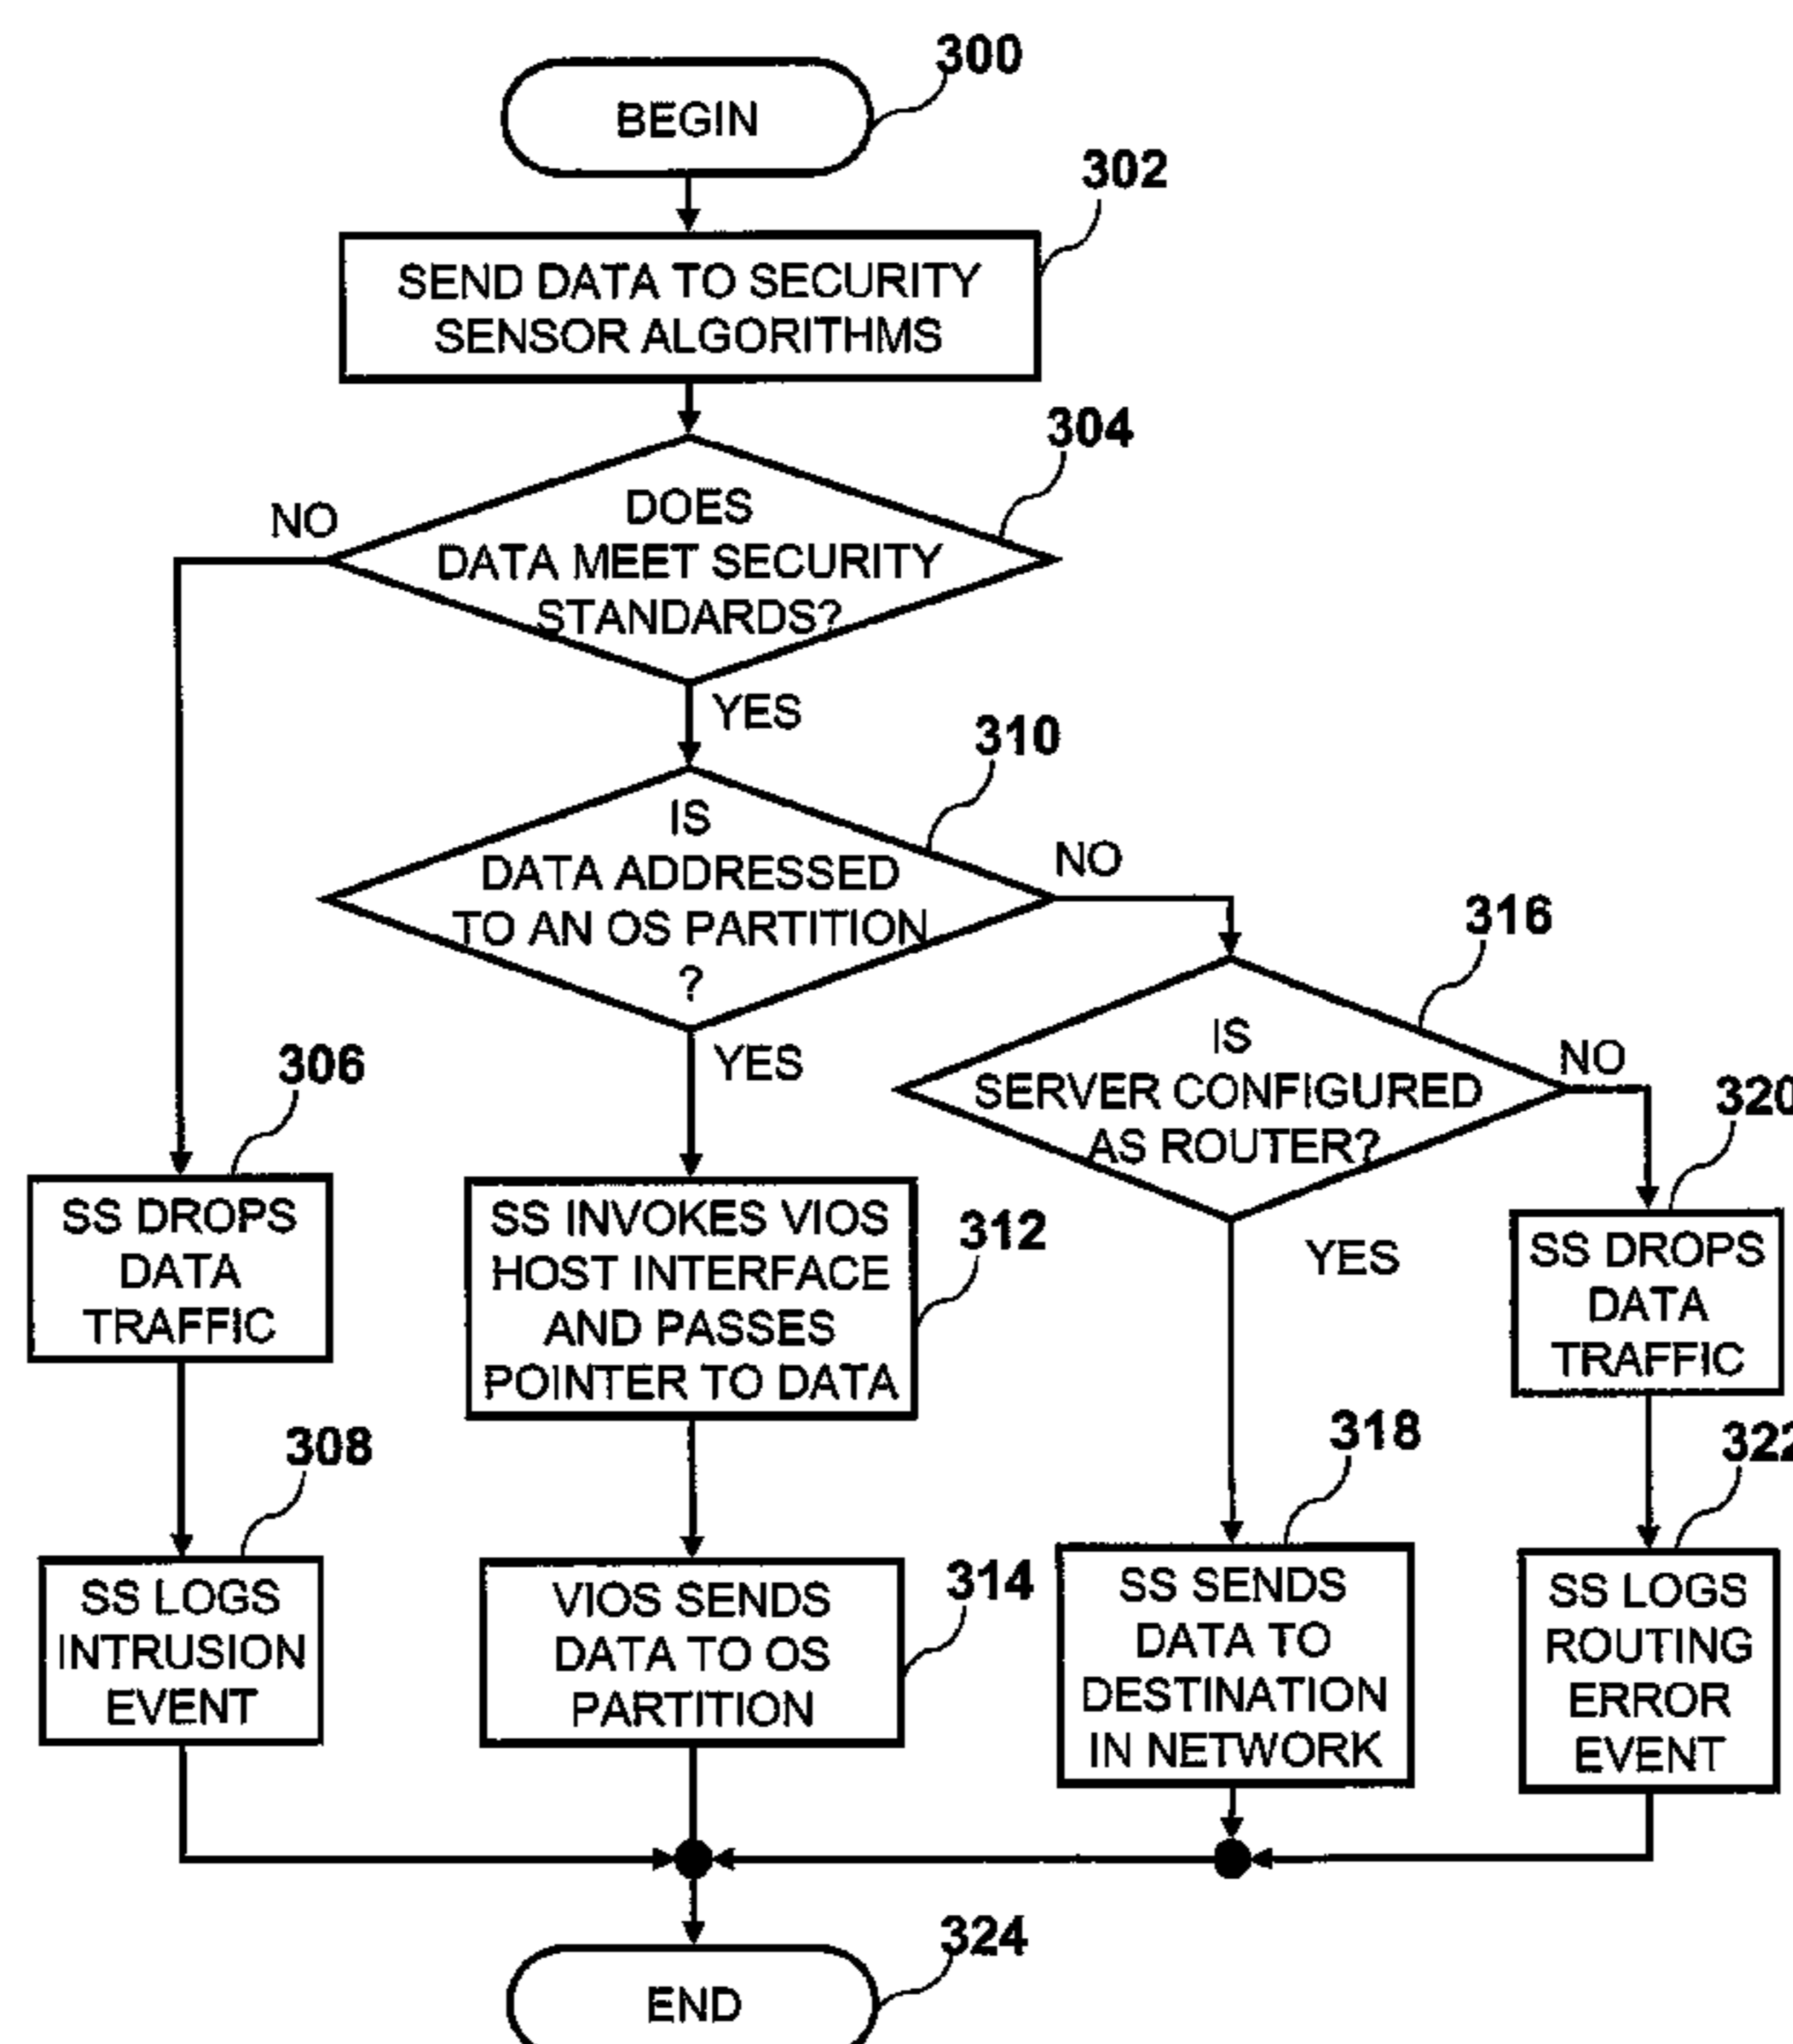 300
BEGIN
302
SEND DATA TO SECURITY
SENSOR ALGORITHMS
304
NO
DOES
DATA MEET SECURITY
STANDARDS?
YES
310
IS
DATA ADDRESSED
TO AN OS PARTITION
?
NO
YES
316
IS
SERVER CONFIGURED
AS ROUTER?
NO
YES
306
SS DROPS
DATA
TRAFFIC
312
SS INVOKES VIOS
HOST INTERFACE
AND PASSES
POINTER TO DATA
320
SS DROPS
DATA
TRAFFIC
308
SS LOGS
INTRUSION
EVENT
314
VIOS SENDS
DATA TO OS
PARTITION
318
SS SENDS
DATA TO
DESTINATION
IN NETWORK
322
SS LOGS
ROUTING
ERROR
EVENT
324
END